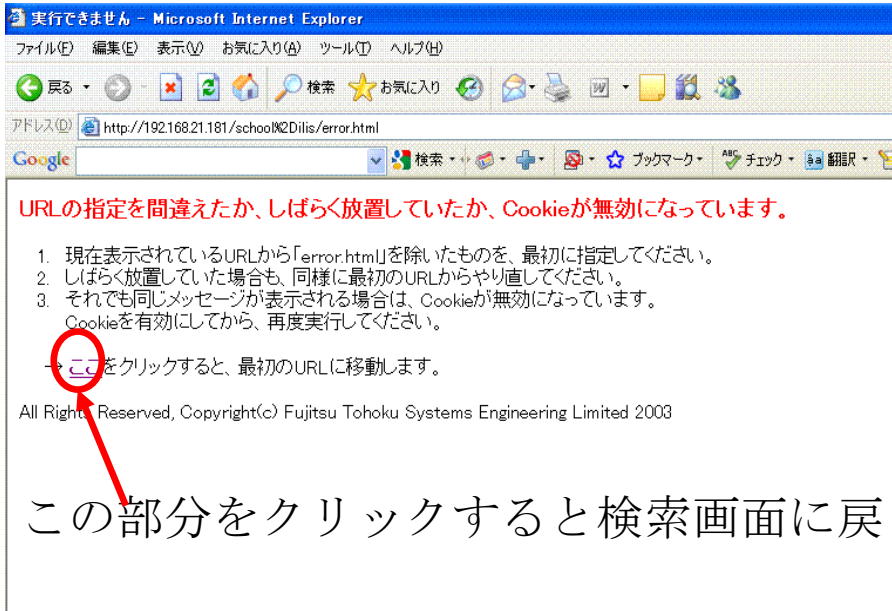 実行できません - Microsoft Internet Explorer
ファイル(F) 編集(E) 表示(V) お気に入り(A) ツール(T) ヘルプ(H)
戻る 検索 お気に入り
アドレス(D) http://192.168.21.181/school%2Dilis/error.html
Google 検索 ブックマーク チェック 翻訳
URLの指定を間違えたか、しばらく放置していたか、Cookieが無効になっています。
1. 現在表示されているURLから「error.html」を除いたものを、最初に指定してください。
2. しばらく放置していた場合も、同様に最初のURLからやり直してください。
3. それでも同じメッセージが表示される場合は、Cookieが無効になっています。
Cookieを有効にしてから、再度実行してください。
→ ここをクリックすると、最初のURLに移動します。
All Rights Reserved, Copyright(c) Fujitsu Tohoku Systems Engineering Limited 2003
この部分をクリックすると検索画面に戻